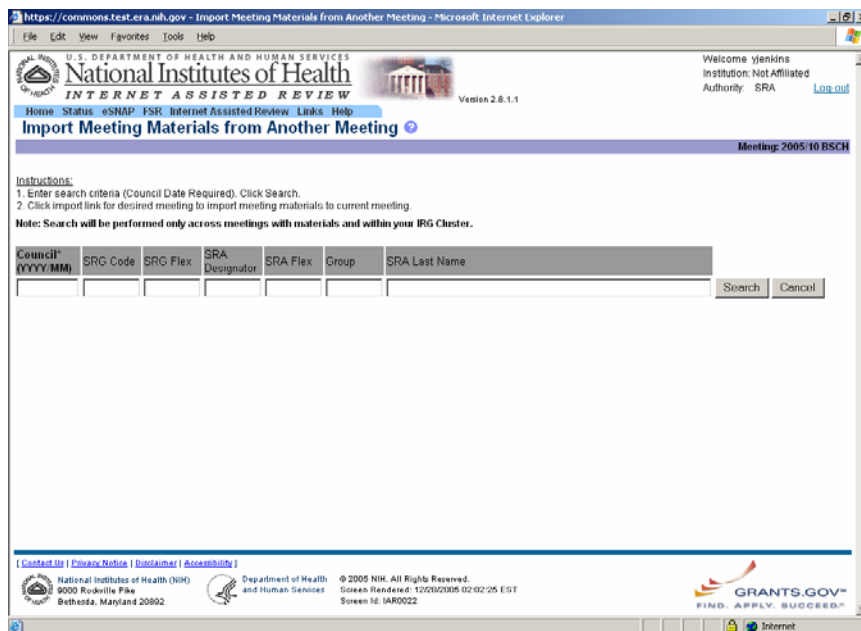 https://commons.test.era.nih.gov - Import Meeting Materials from Another Meeting - Microsoft Internet Explorer
File Edit View Favorites Tools Help
U.S. DEPARTMENT OF HEALTH AND HUMAN SERVICES
National Institutes of Health
INTERNET ASSISTED REVIEW
Version 2.8.1.1
Welcome yjenkins
Institution: Not Affiliated
Authority: SRA Log-out
Home Status eSNAP FSR Internet Assisted Review Links Help
Import Meeting Materials from Another Meeting ?
Meeting: 2005/10 BSCH
Instructions:
1. Enter search criteria (Council Date Required). Click Search.
2. Click import link for desired meeting to import meeting materials to current meeting.
Note: Search will be performed only across meetings with materials and within your IRG Cluster.
Council* (YYYY/MM) SRG Code SRG Flex SRA Designator SRA Flex Group SRA Last Name
Search Cancel
[ Contact Us | Privacy Notice | Disclaimer | Accessibility ]
National Institutes of Health (NIH)
9000 Rockville Pike
Bethesda, Maryland 20892
Department of Health
and Human Services
© 2005 NIH. All Rights Reserved.
Screen Rendered: 12/28/2005 02:02:25 EST
Screen Id: IAR0022
GRANTS.GOV℠
FIND. APPLY. SUCCEED.℠
Internet